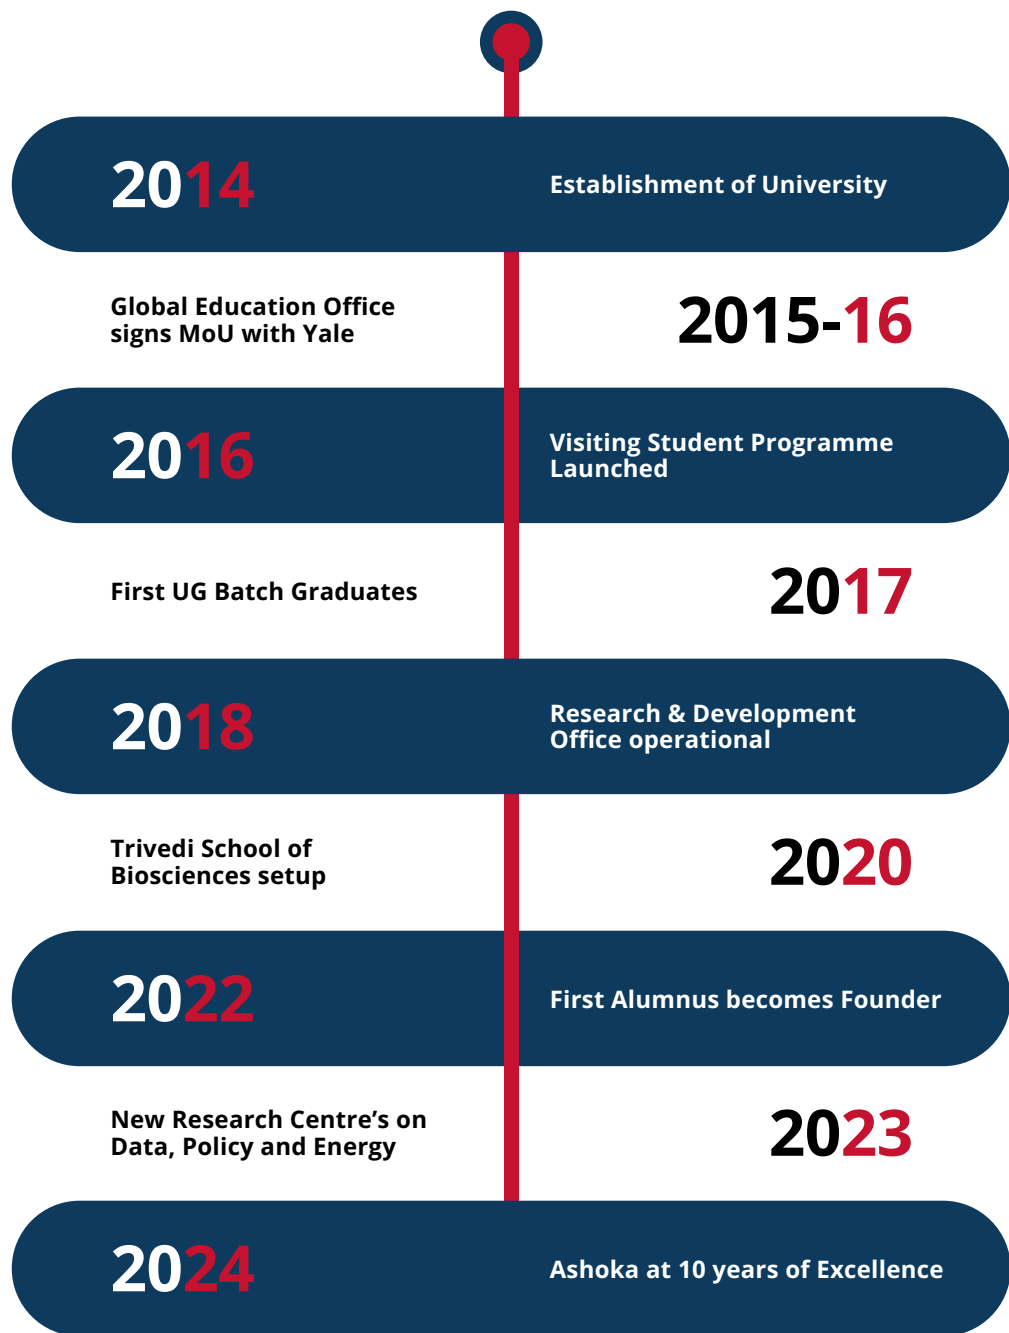 2014
Establishment of University
Global Education Office
signs MoU with Yale
2015-16
2016
Visiting Student Programme
Launched
First UG Batch Graduates
2017
2018
Research & Development
Office operational
Trivedi School of
Biosciences setup
2020
2022
First Alumnus becomes Founder
New Research Centre’s on
Data, Policy and Energy
2023
2024
Ashoka at 10 years of Excellence